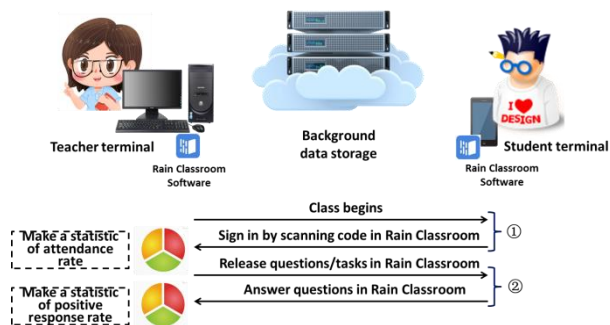 I ♥
DESIGN
Teacher terminal
Background
data storage
Student terminal
Rain Classroom
Software
Rain Classroom
Software
Class begins
Make a statistic
of attendance
rate
Sign in by scanning code in Rain Classroom
①
Release questions/tasks in Rain Classroom
Make a statistic
of positive
response rate
Answer questions in Rain Classroom
②